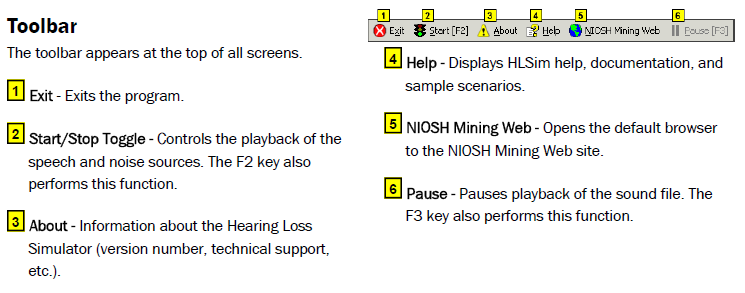 Toolbar
The toolbar appears at the top of all screens.
1 Exit - Exits the program.
2 Start/Stop Toggle - Controls the playback of the
speech and noise sources. The F2 key also
performs this function.
3 About - Information about the Hearing Loss
Simulator (version number, technical support,
etc.).
1 2 3 4 5 6
Exit Start [F2] About Help NIOSH Mining Web Pause [F3]
4 Help - Displays HLSim help, documentation, and
sample scenarios.
5 NIOSH Mining Web - Opens the default browser
to the NIOSH Mining Web site.
6 Pause - Pauses playback of the sound file. The
F3 key also performs this function.